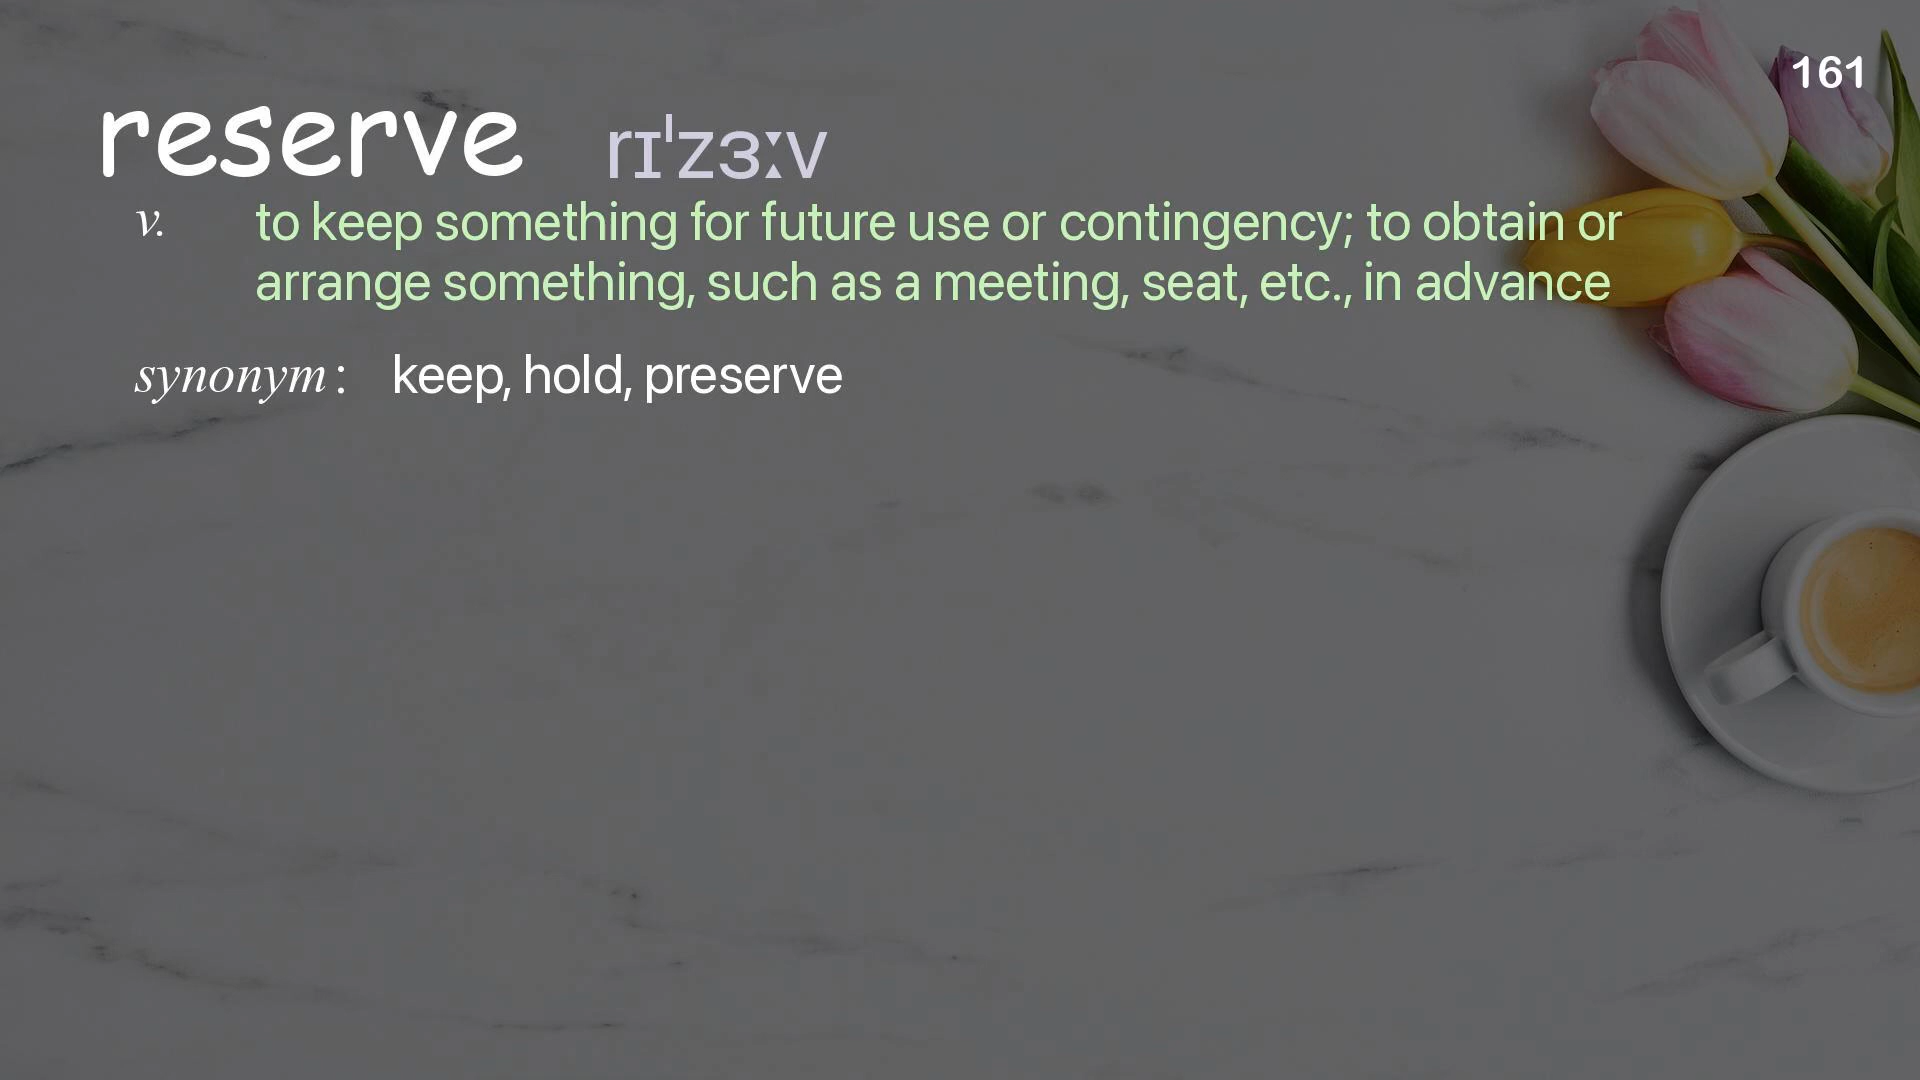 161
reserve rɪˈzɜːv
v. to keep something for future use or contingency; to obtain or
arrange something, such as a meeting, seat, etc., in advance
synonym : keep, hold, preserve